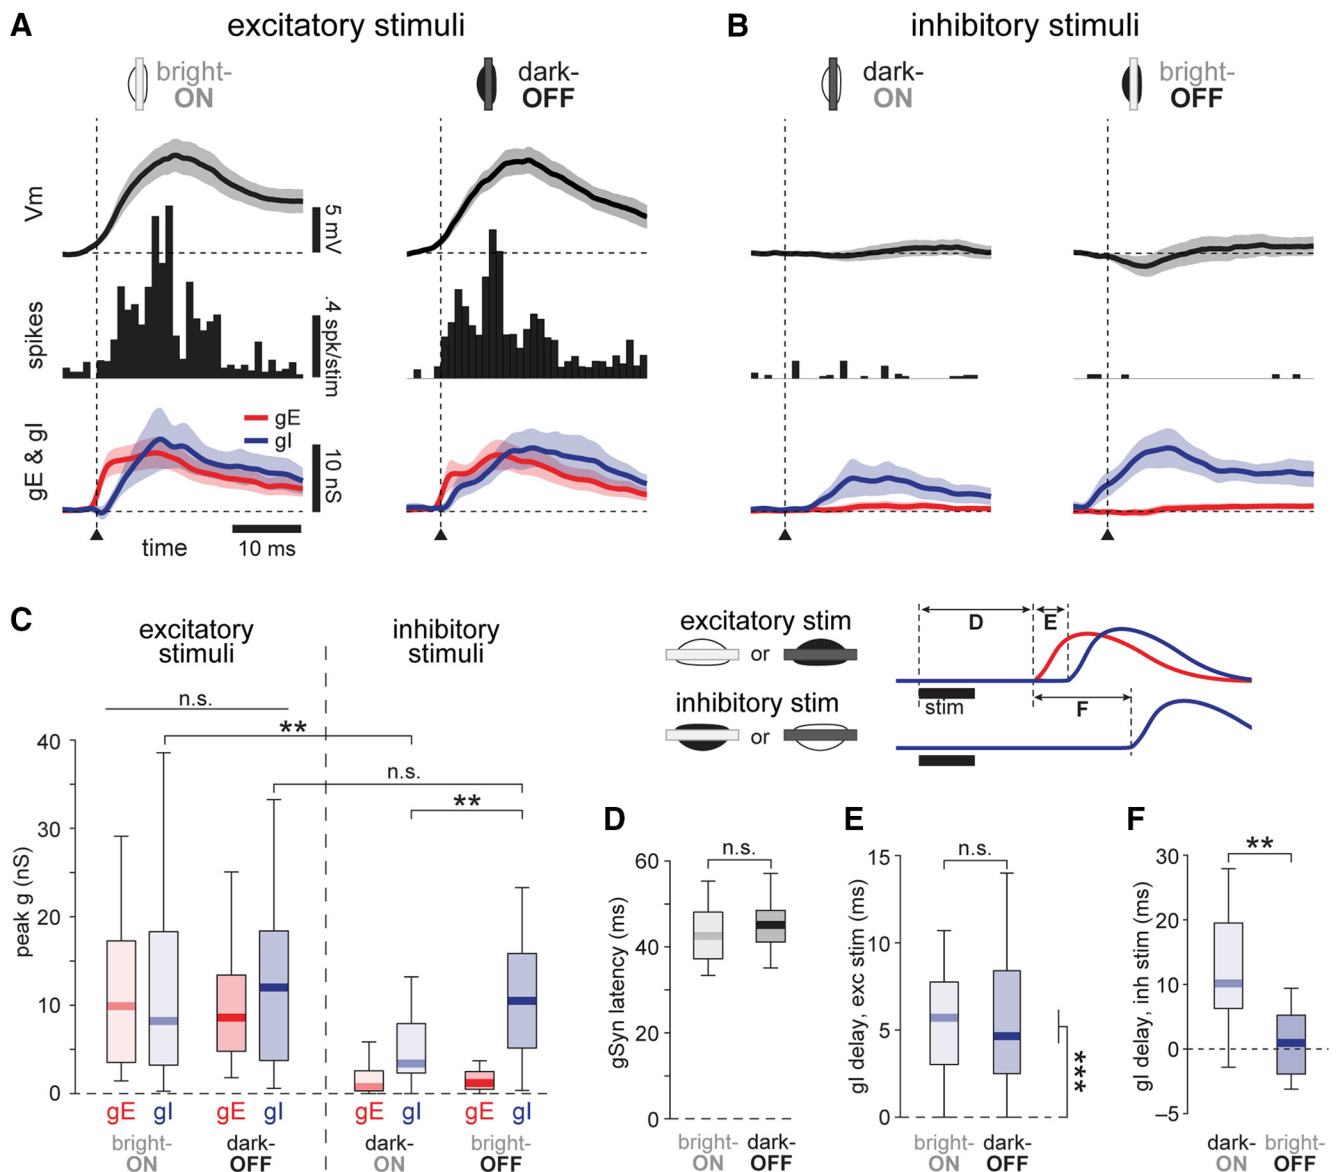 A
excitatory stimuli
bright-
ON
dark-
OFF
Vm
5 mV
spikes
.4 spk/stim
gE & gI
gE
gI
10 nS
time
10 ms
B
inhibitory stimuli
dark-
ON
bright-
OFF
C
excitatory
stimuli
inhibitory
stimuli
n.s.
**
n.s.
**
peak g (nS)
40
30
20
10
0
gE
gI
gE
gI
gE
gI
gE
gI
bright-
ON
dark-
OFF
dark-
ON
bright-
OFF
excitatory stim
or
inhibitory stim
or
D
E
stim
F
D
n.s.
gSyn latency (ms)
60
40
20
0
bright-
ON
dark-
OFF
E
n.s.
gI delay, exc stim (ms)
15
10
5
0
***
bright-
ON
dark-
OFF
F
**
gI delay, inh stim (ms)
30
20
10
0
–5
dark-
ON
bright-
OFF